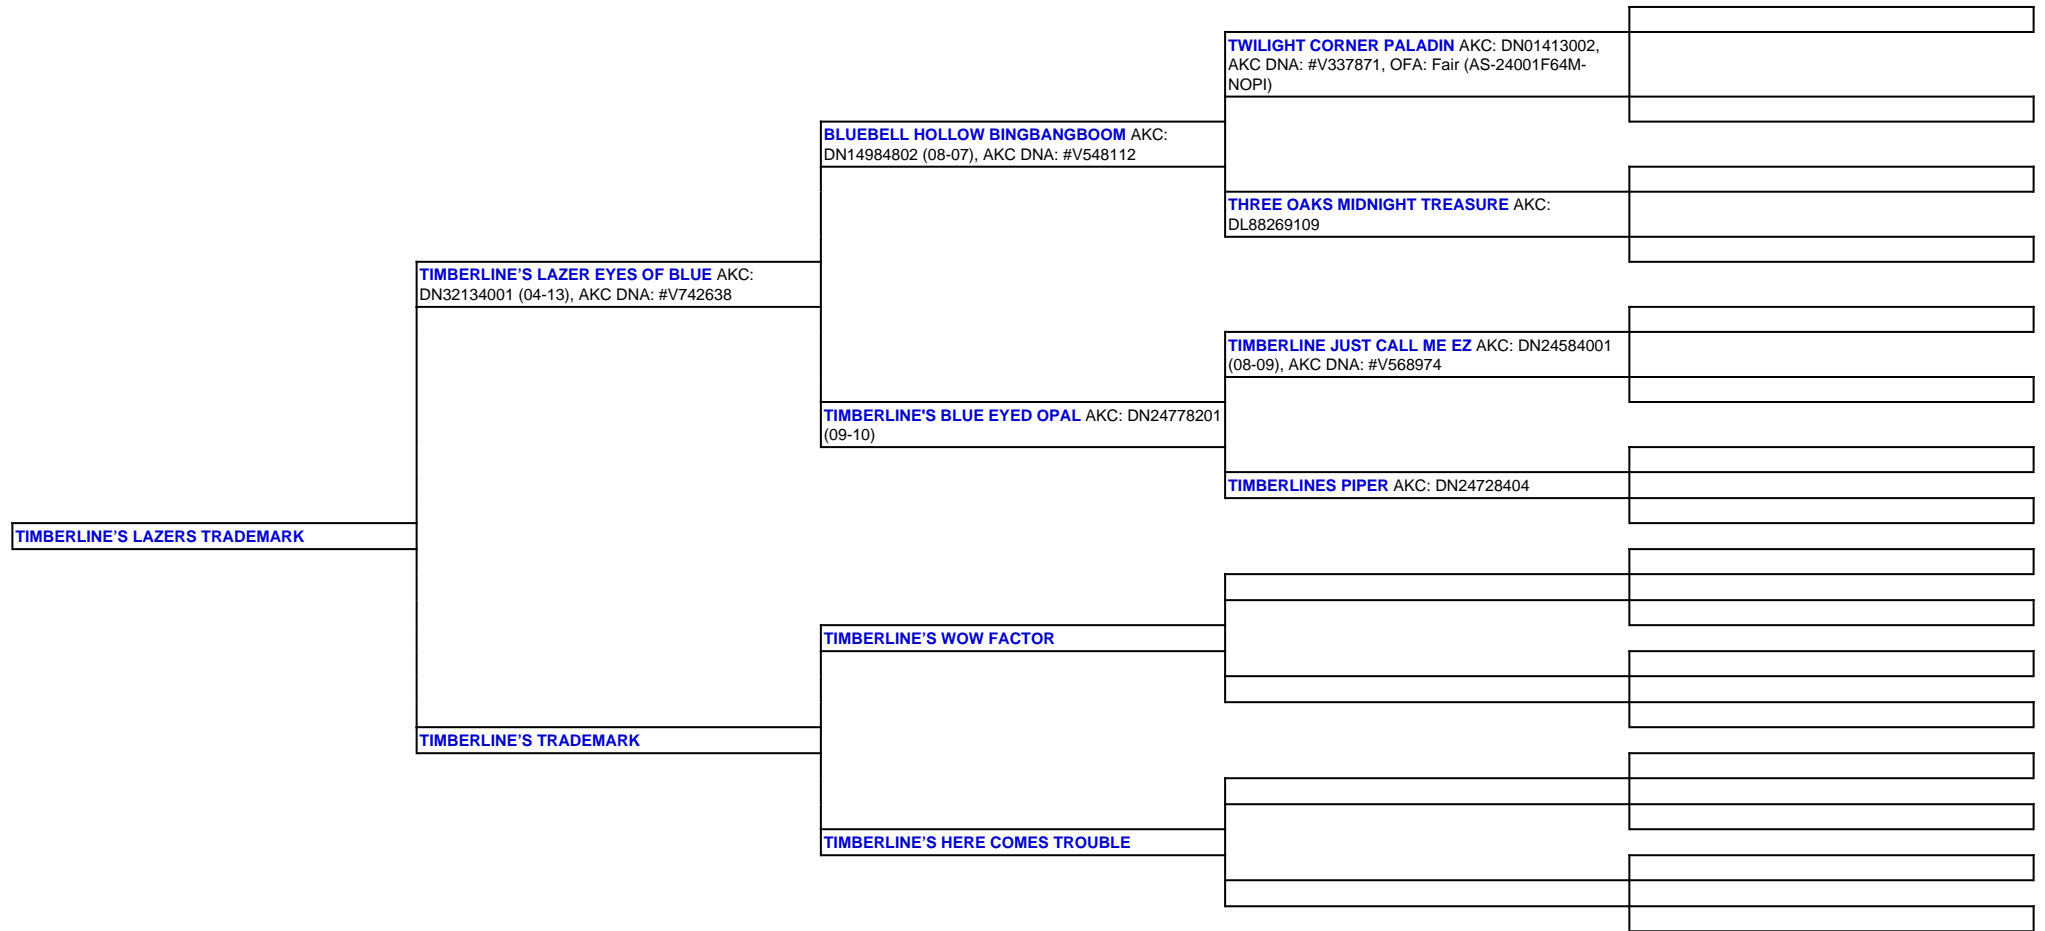 TWILIGHT CORNER PALADIN AKC: DN01413002,
AKC DNA: #V337871, OFA: Fair (AS-24001F64M-
NOPI)
BLUEBELL HOLLOW BINGBANGBOOM AKC:
DN14984802 (08-07), AKC DNA: #V548112
THREE OAKS MIDNIGHT TREASURE AKC:
DL88269109
TIMBERLINE’S LAZER EYES OF BLUE AKC:
DN32134001 (04-13), AKC DNA: #V742638
TIMBERLINE JUST CALL ME EZ AKC: DN24584001
(08-09), AKC DNA: #V568974
TIMBERLINE'S BLUE EYED OPAL AKC: DN24778201
(09-10)
TIMBERLINES PIPER AKC: DN24728404
TIMBERLINE’S LAZERS TRADEMARK
TIMBERLINE’S WOW FACTOR
TIMBERLINE’S TRADEMARK
TIMBERLINE’S HERE COMES TROUBLE